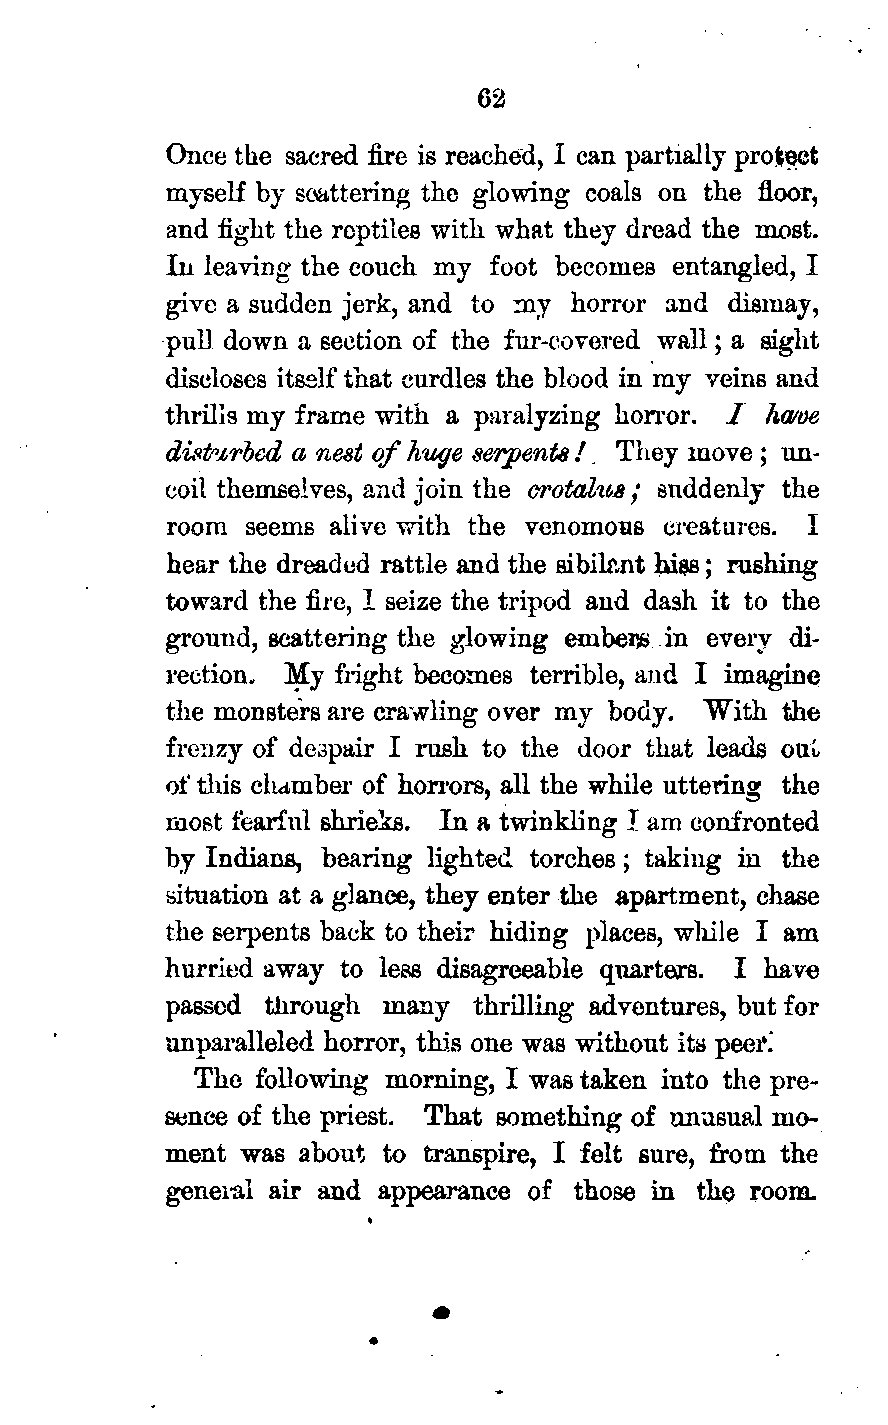 62
Once the sacred fire is reached, I can partially protect
myself by scattering the glowing coals on the floor,
and fight the reptiles with what they dread the most.
In leaving the couch my foot becomes entangled, I
give a sudden jerk, and to my horror and dismay,
pull down a section of the fur-covered wall; a sight
discloses itself that curdles the blood in my veins and
thrills my frame with a paralyzing horror. I have
disturbed a nest of huge serpents! They move; un-
coil themselves, and join the crotalus; suddenly the
room seems alive with the venomous creatures. I
hear the dreaded rattle and the sibilant hiss; rushing
toward the fire, I seize the tripod and dash it to the
ground, scattering the glowing embers in every di-
rection. My fright becomes terrible, and I imagine
the monsters are crawling over my body. With the
frenzy of despair I rush to the door that leads out
of this chamber of horrors, all the while uttering the
most fearful shrieks. In a twinkling I am confronted
by Indians, bearing lighted torches; taking in the
situation at a glance, they enter the apartment, chase
the serpents back to their hiding places, while I am
hurried away to less disagreeable quarters. I have
passed through many thrilling adventures, but for
unparalleled horror, this one was without its peer.
The following morning, I was taken into the pre-
sence of the priest. That something of unusual mo-
ment was about to transpire, I felt sure, from the
general air and appearance of those in the room.